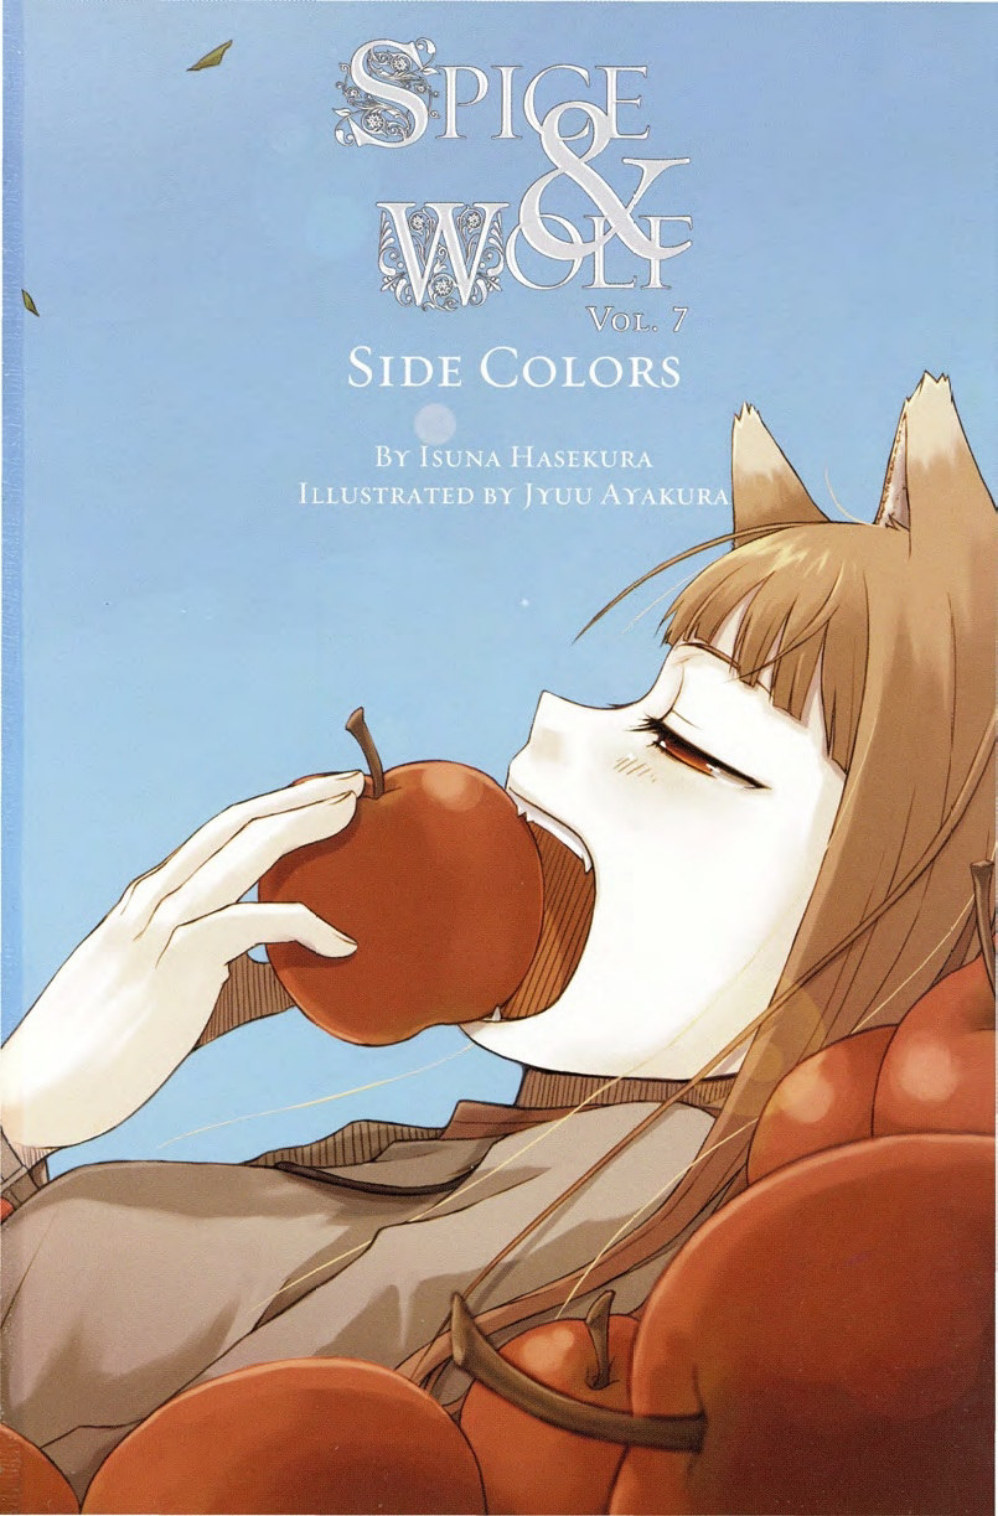 SPICE
&
WOLF
VOL. 7
SIDE COLORS
BY ISUNA HASEKURA
ILLUSTRATED BY JYUU AYAKURA